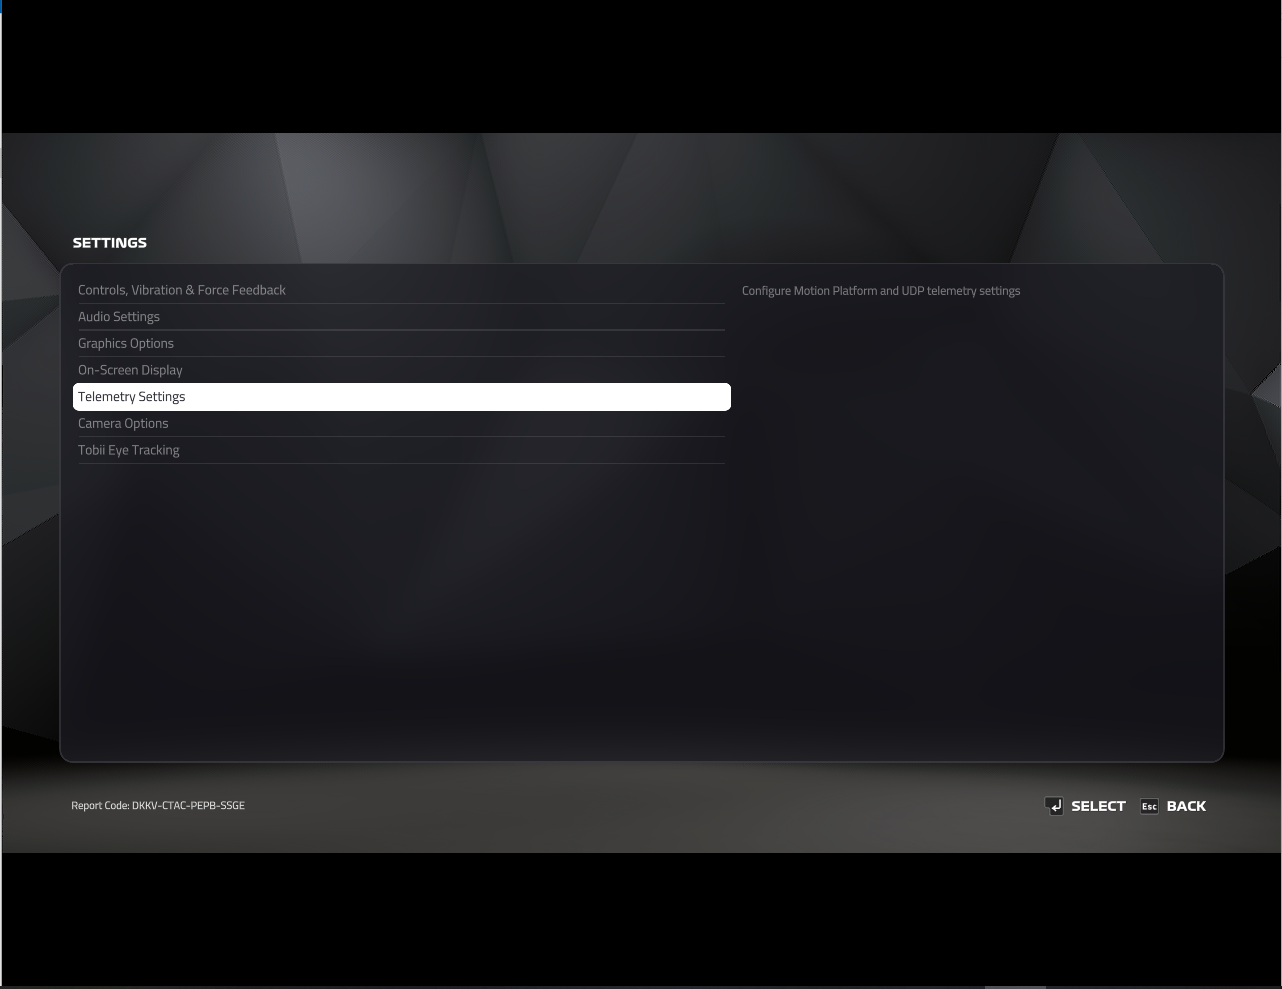 SETTINGS
Controls, Vibration & Force Feedback
Configure Motion Platform and UDP telemetry settings
Audio Settings
Graphics Options
On-Screen Display
Telemetry Settings
Camera Options
Tobii Eye Tracking
Report Code: DKKV-CTAC-PEPB-SSGE
SELECT
Esc BACK